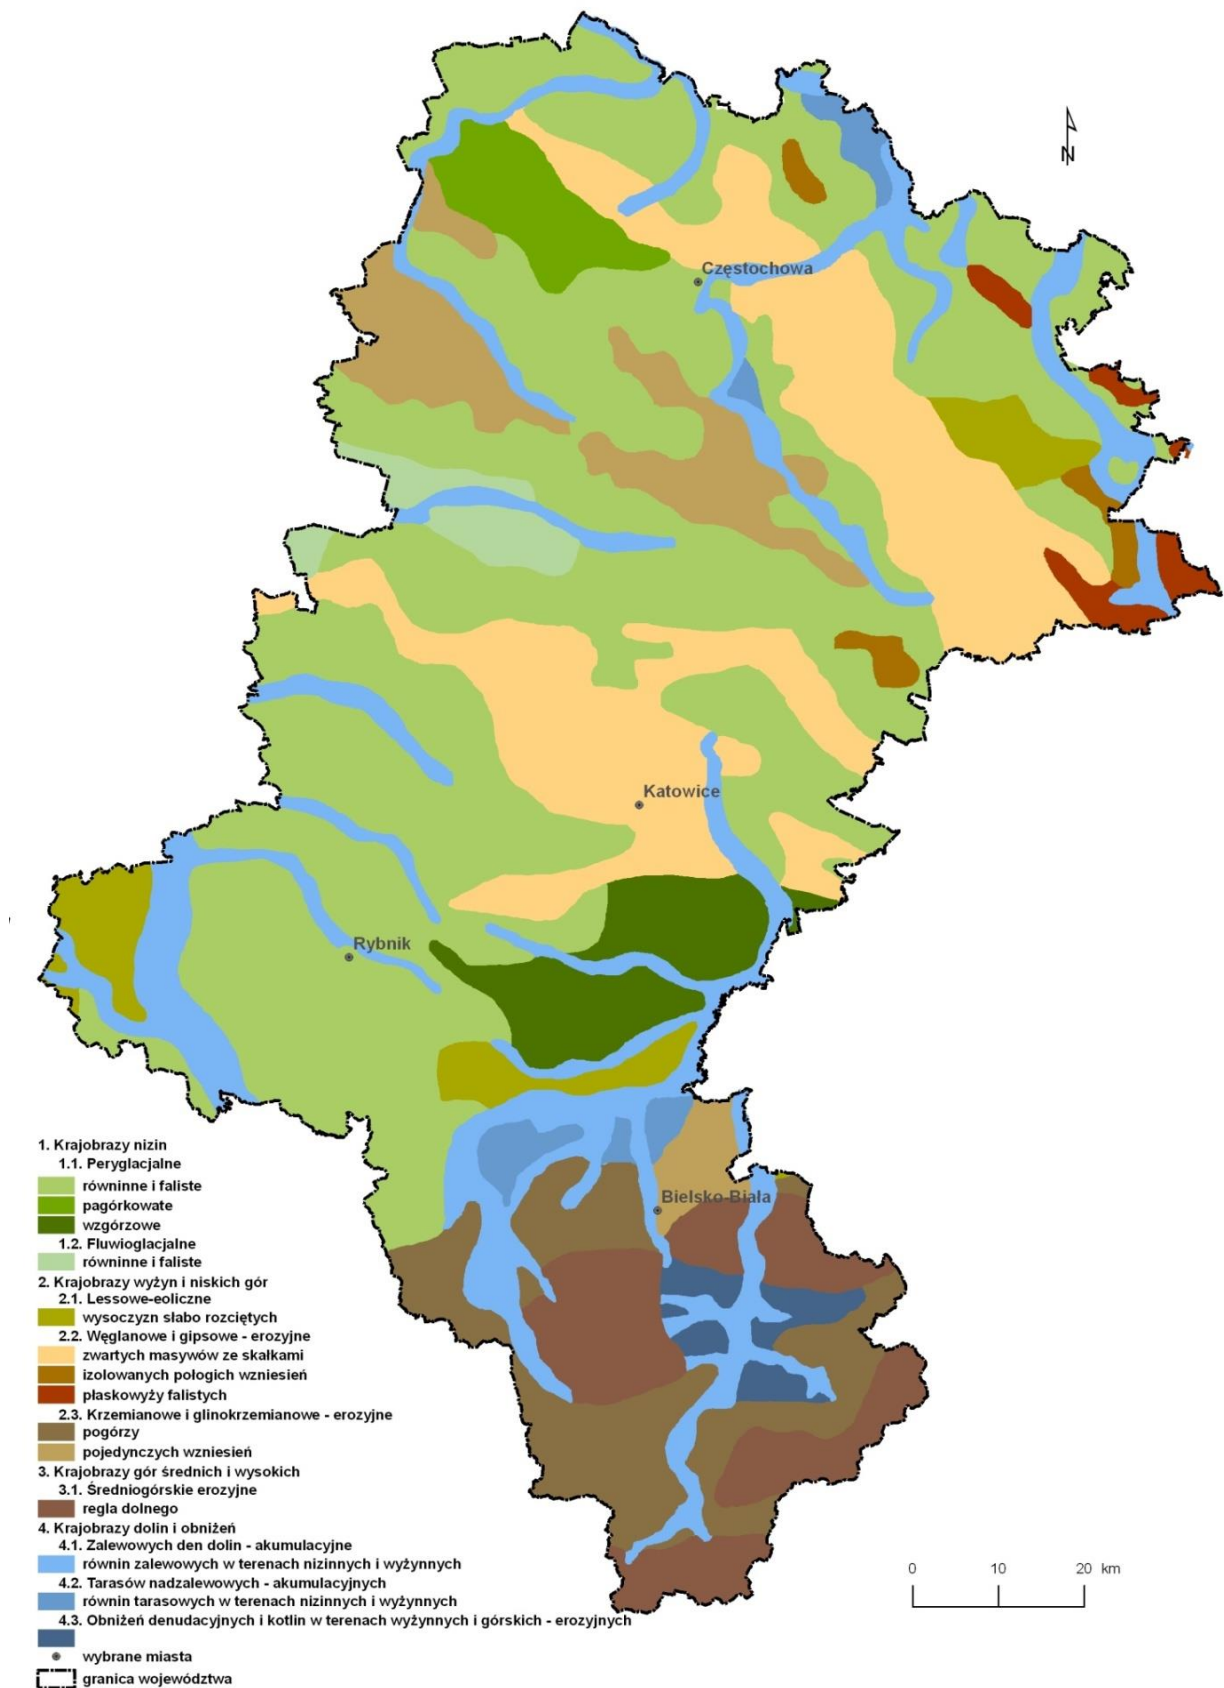 N
Częstochowa
Katowice
Rybnik
Bielsko-Biała
1. Krajobrazy nizin
1.1. Peryglacjalne
równinne i faliste
pagórkowate
wzgórzowe
1.2. Fluwioglacjalne
równinne i faliste
2. Krajobrazy wyżyn i niskich gór
2.1. Lessowe-eoliczne
wysoczyzn słabo rozciętych
2.2. Węglanowe i gipsowe - erozyjne
zwartych masywów ze skałkami
izolowanych pologich wzniesień
płaskowyży falistych
2.3. Krzemianowe i glinokrzemianowe - erozyjne
pogórzy
pojedynczych wzniesień
3. Krajobrazy gór średnich i wysokich
3.1. Średniogórskie erozyjne
regla dolnego
4. Krajobrazy dolin i obniżeń
4.1. Zalewowych den dolin - akumulacyjne
równin zalewowych w terenach nizinnych i wyżynnych
4.2. Tarasów nadzalewowych - akumulacyjnych
równin tarasowych w terenach nizinnych i wyżynnych
4.3. Obniżeń denudacyjnych i kotlin w terenach wyżynnych i górskich - erozyjnych
wybrane miasta
granica województwa
0 10 20 km